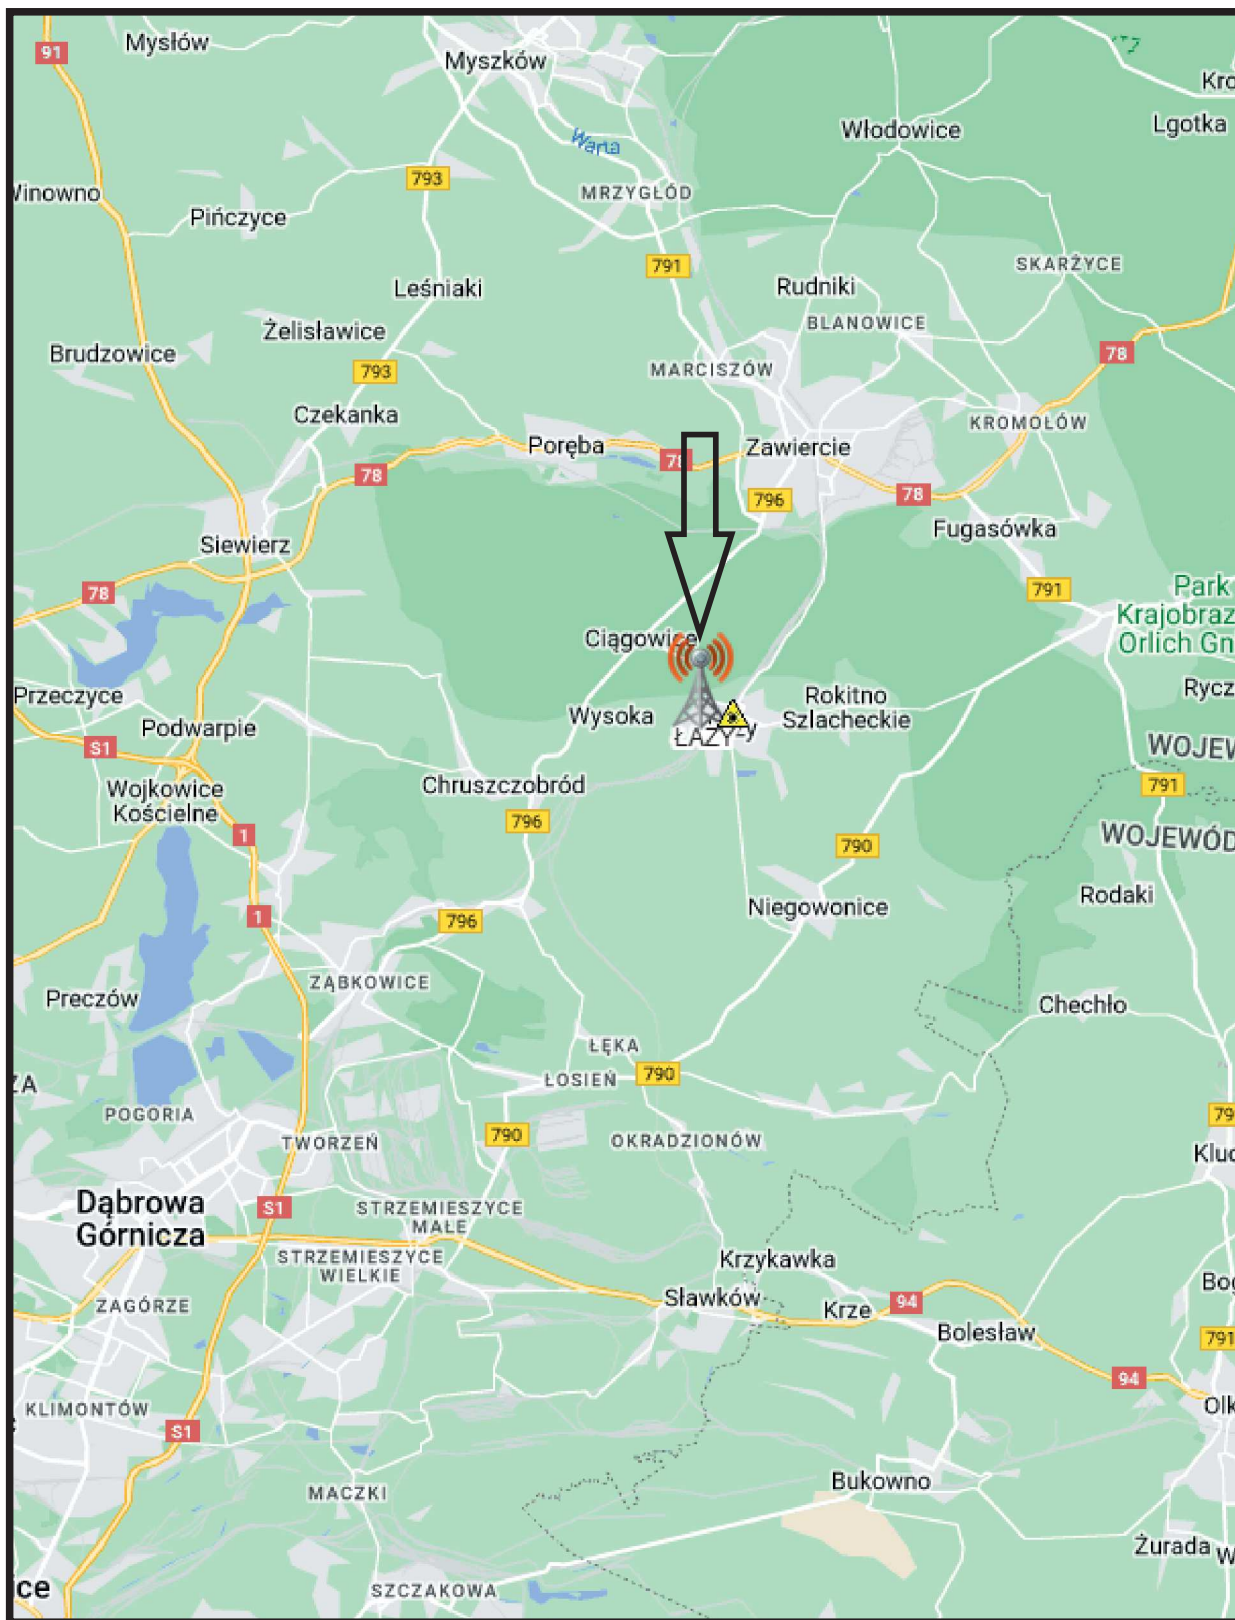 91
Mysłów
Myszków
Kro
Lgotka
Włodowice
Warta
793
MRZYGŁÓD
Winowno
Pińczyce
791
SKARŻYCE
Leśniaki
Rudniki
Żelisławice
BLANOWICE
Brudzowice
793
MARCISZÓW
78
Czekanka
KROMOŁÓW
Poręba
78
Zawiercie
78
796
78
Fugasówka
Siewierz
78
791
Park
Krajobraz
Orlich Gn
Ciągowice
Przeczyce
Rokitno
Szlacheckie
Rycz
Wysoka
ŁAZY
zy
Podwarpie
S1
WOJEW
Wojkowice
Kościelne
Chruszczobród
791
796
1
WOJEWÓD
790
Rodaki
1
796
Niegowonice
ZĄBKOWICE
Preczów
Chechło
ŁĘKA
ŁOSIEŃ
790
ZA
POGORIA
79
TWORZEŃ
790
OKRADZIONÓW
Kluc
Dąbrowa
Górnicza
S1
STRZEMIESZYCE
MAŁE
STRZEMIESZYCE
WIELKIE
Krzykawka
Bog
ZAGÓRZE
Sławków
Krze
94
Bolesław
791
94
KLIMONTÓW
Olk
S1
Bukowno
MACZKI
Żurada
W
ice
SZCZAKOWA